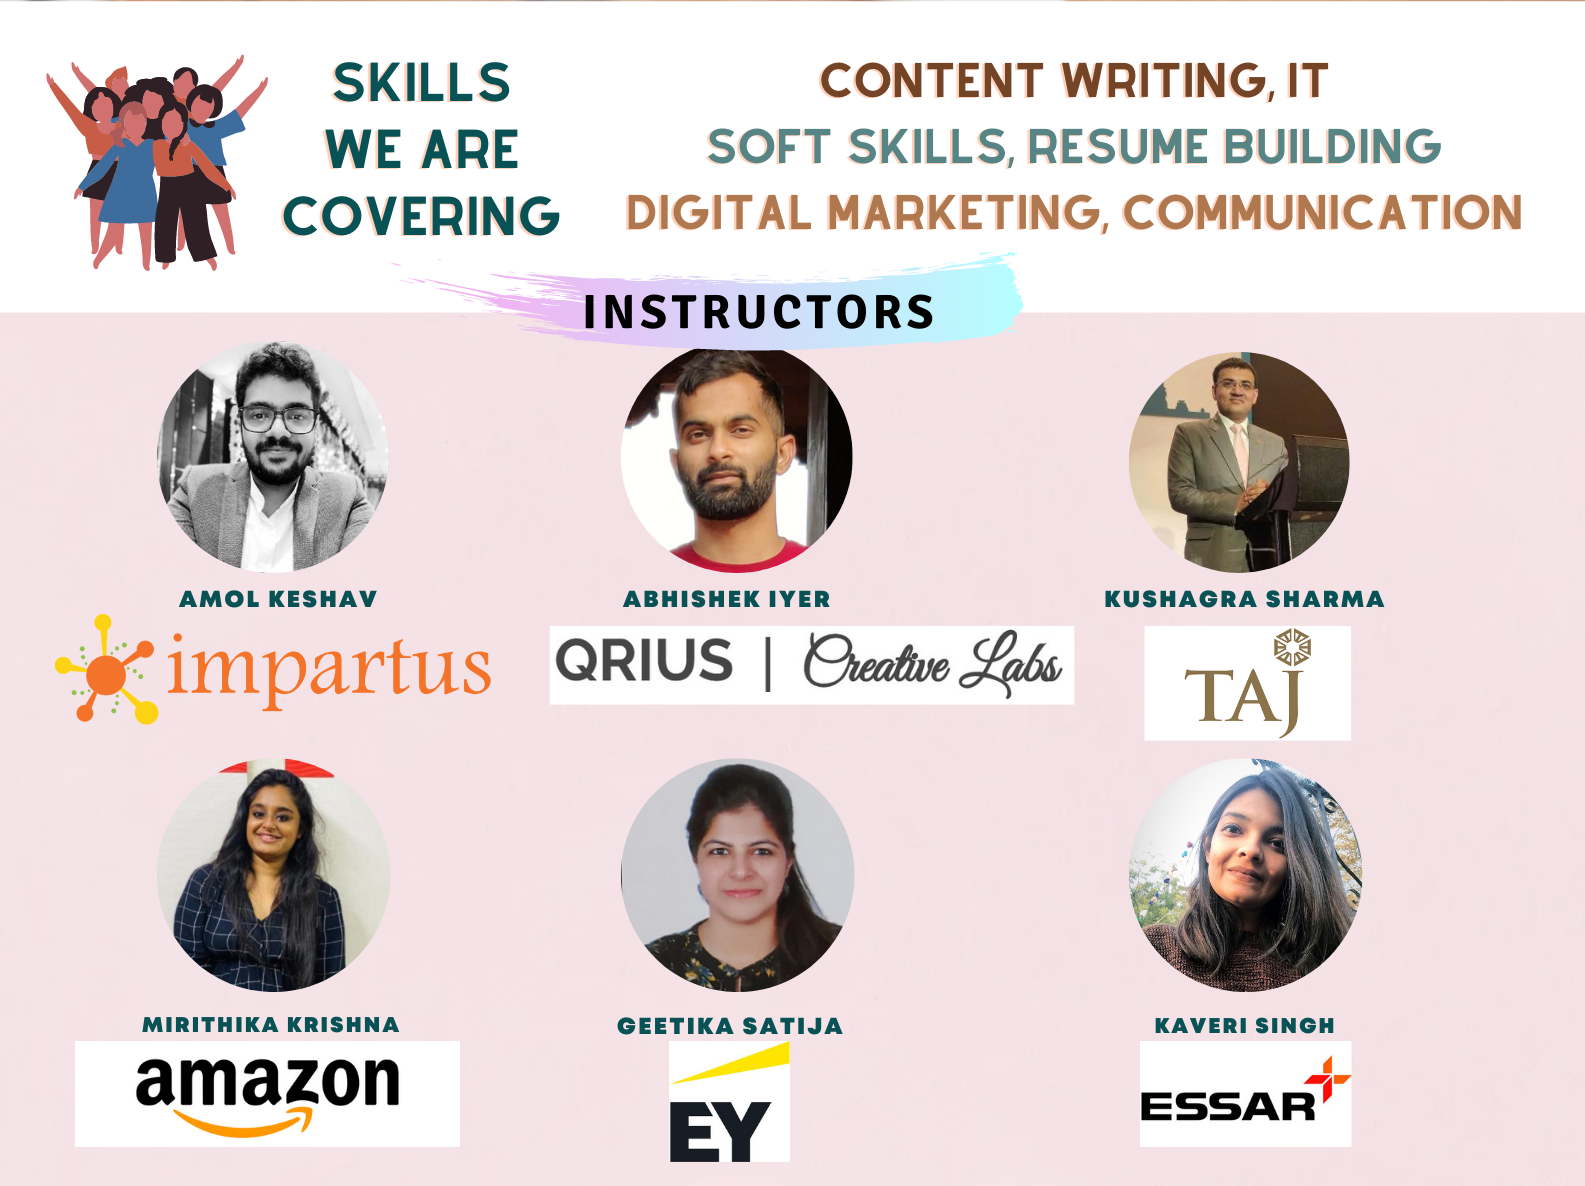 SKILLS
WE ARE
COVERING
CONTENT WRITING, IT
SOFT SKILLS, RESUME BUILDING
DIGITAL MARKETING, COMMUNICATION
INSTRUCTORS
AMOL KESHAV
impartus
ABHISHEK IYER
QRIUS | Creative Labs
KUSHAGRA SHARMA
TAJ
MIRITHIKA KRISHNA
amazon
GEETIKA SATIJA
EY
KAVERI SINGH
ESSAR